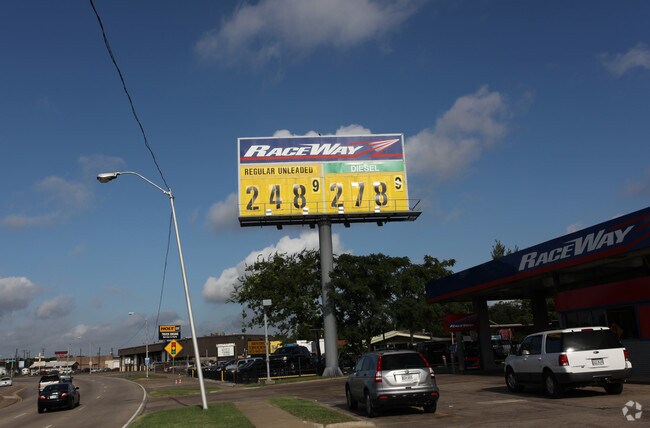 RaceWay
REGULAR UNLEADED
DIESEL
2 48 9 2 78 9
RaceWay